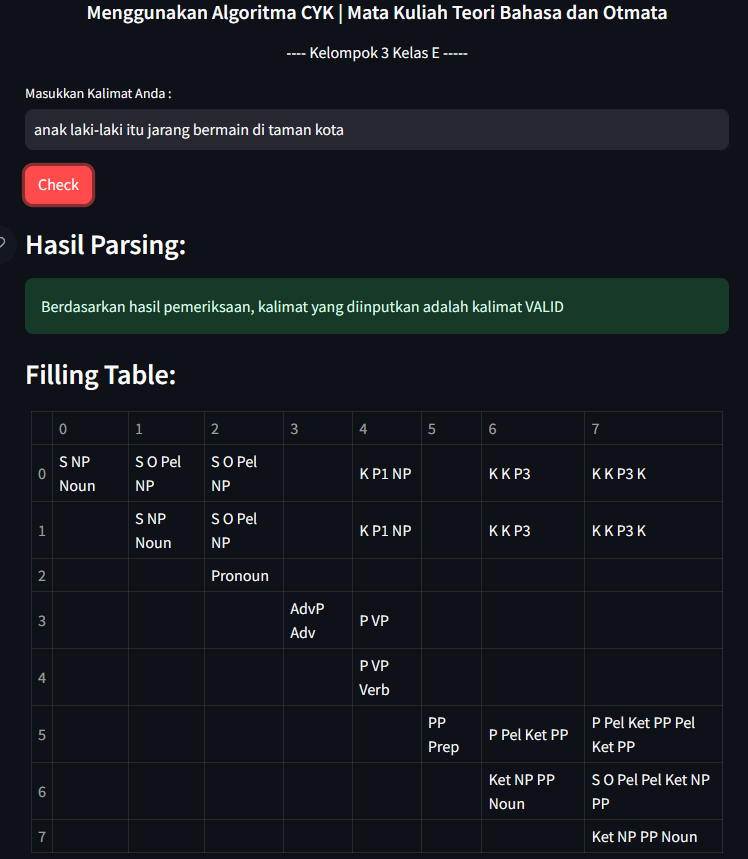 Menggunakan Algoritma CYK | Mata Kuliah Teori Bahasa dan Otmata
---- Kelompok 3 Kelas E -----
Masukkan Kalimat Anda :
anak laki-laki itu jarang bermain di taman kota
Check
Hasil Parsing:
Berdasarkan hasil pemeriksaan, kalimat yang diinputkan adalah kalimat VALID
Filling Table:
0 1 2 3 4 5 6 7
0 S NP Noun S O Pel NP S O Pel NP K P1 NP K K P3 K K P3 K
1 S NP Noun S O Pel NP K P1 NP K K P3 K K P3 K
2 Pronoun
3 AdvP Adv P VP
4 P VP Verb
5 PP Prep P Pel Ket PP P Pel Ket PP Pel Ket PP
6 Ket NP PP Noun S O Pel Pel Ket NP PP
7 Ket NP PP Noun